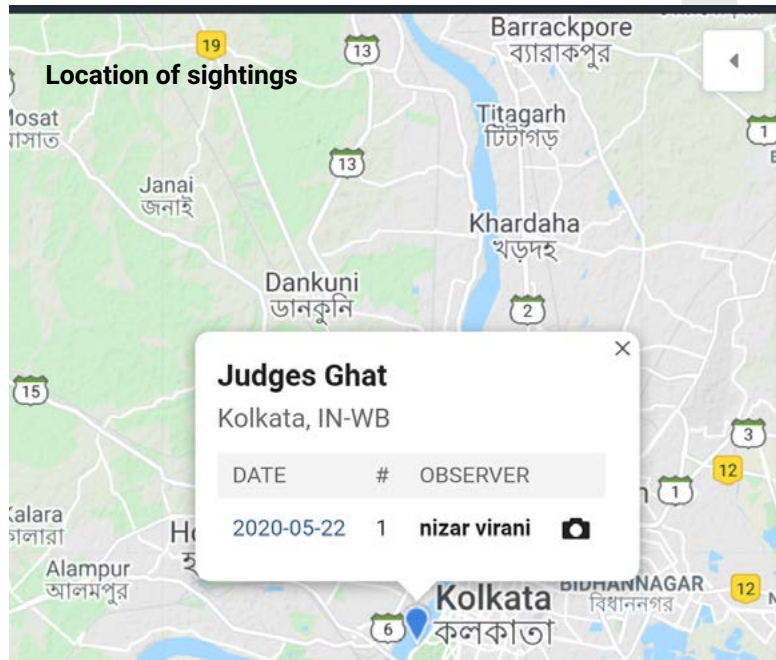 Barrackpore
ব্যারাকপুর
19
13
Location of sightings
Titagarh
টিটাগড়
1
13
Janai
জনাই
Khardaha
খড়দহ
Dankuni
ডানকুনি
2
Judges Ghat
Kolkata, IN-WB
15
DATE # OBSERVER
3
12
1
2020-05-22 1 nizar virani
Alampur
আলমপুর
BIDHANNAGAR
বিধাননগর
12
Kolkata
কলকাতা
6